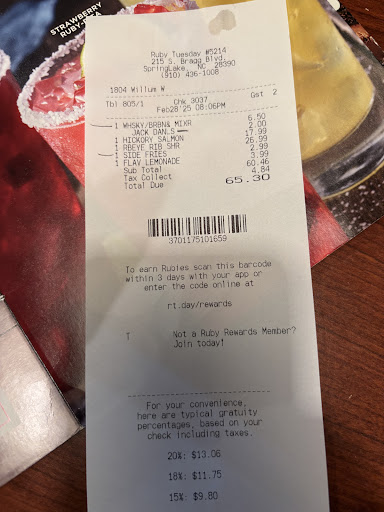 STRAWBERRY
Ruby Tuesday #5214
215 S. Bragg Blvd.
SpringLake, NC 28390
(910) 436-1008
1804 Willum W
Tbl 805/1 Chk 3037 Gst 2
Feb28'25 08:06PM
1 WHSKY/BRBN& MIXR 6.50
JACK DANLS 2.00
1 HICKORY SALMON 17.99
1 RBEYE RIB SHR 26.99
1 SIDE FRIES 2.99
1 FLAV LEMONADE 3.99
Sub Total 60.46
Tax Collect 4.84
Total Due 65.30
3701175101659
To earn Rubies scan this barcode
within 3 days with your app or
enter the code online at
rt.day/rewards
Not a Ruby Rewards Member?
Join today!
For your convenience,
here are typical gratuity
percentages, based on your
check including taxes.
20%: $13.06
18%: $11.75
15%: $9.80